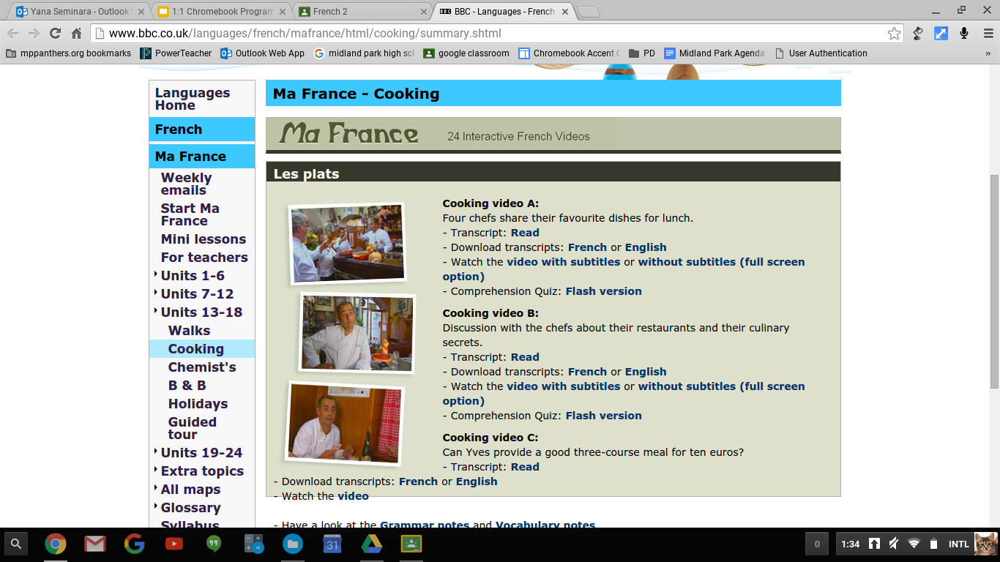 Yana Seminara - Outlook
1:1 Chromebook Program
French 2
BBC - Languages - French
www.bbc.co.uk/languages/french/mafrance/html/cooking/summary.shtml
mppanthers.org bookmarks
PowerTeacher
Outlook Web App
midland park high sc
google classroom
Chromebook Accent
PD
Midland Park Agenda
User Authentication
»
Languages
Home
French
Ma France
Weekly
emails
Start Ma
France
Mini lessons
For teachers
Units 1-6
Units 7-12
Units 13-18
Walks
Cooking
Chemist's
B & B
Holidays
Guided
tour
Units 19-24
Extra topics
All maps
Glossary
Syllabus
Ma France - Cooking
Ma France
24 Interactive French Videos
Les plats
Cooking video A:
Four chefs share their favourite dishes for lunch.
- Transcript: Read
- Download transcripts: French or English
- Watch the video with subtitles or without subtitles (full screen
option)
- Comprehension Quiz: Flash version
Cooking video B:
Discussion with the chefs about their restaurants and their culinary
secrets.
- Transcript: Read
- Download transcripts: French or English
- Watch the video with subtitles or without subtitles (full screen
option)
- Comprehension Quiz: Flash version
Cooking video C:
Can Yves provide a good three-course meal for ten euros?
- Transcript: Read
- Download transcripts: French or English
- Watch the video
- Have a look at the Grammar notes and Vocabulary notes
31
0
1:34
INTL